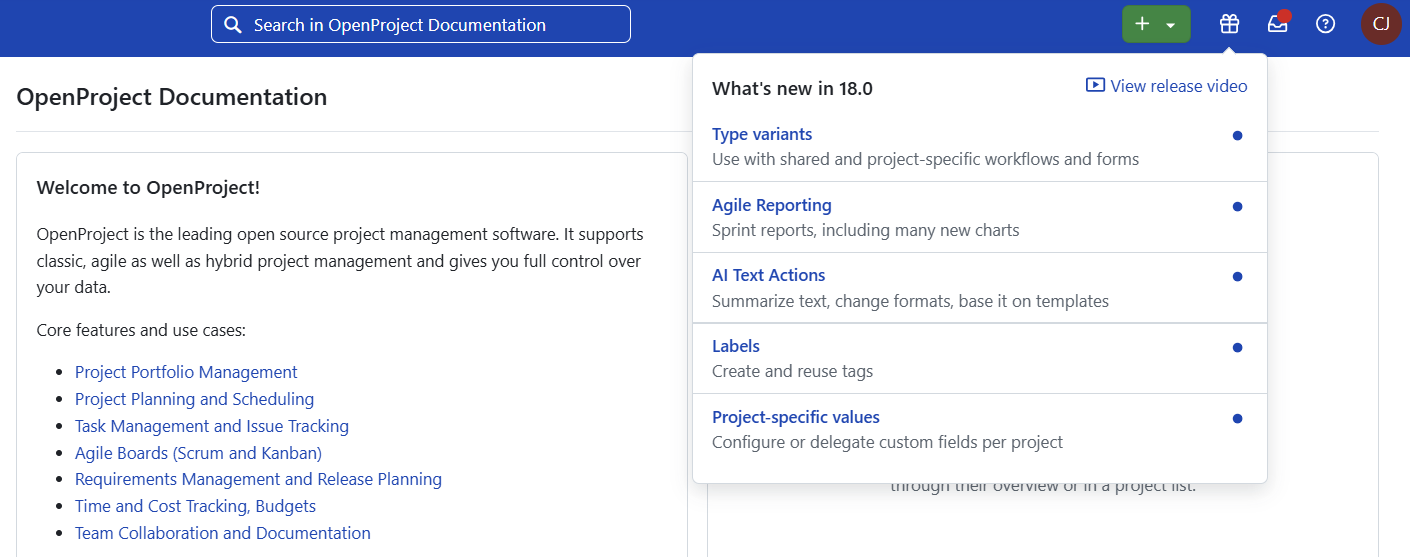 Search in OpenProject Documentation
CJ
OpenProject Documentation
What's new in 18.0
View release video
Type variants
Use with shared and project-specific workflows and forms
Agile Reporting
Sprint reports, including many new charts
AI Text Actions
Summarize text, change formats, base it on templates
Labels
Create and reuse tags
Project-specific values
Configure or delegate custom fields per project
Welcome to OpenProject!
OpenProject is the leading open source project management software. It supports
classic, agile as well as hybrid project management and gives you full control over
your data.
Core features and use cases:
Project Portfolio Management
Project Planning and Scheduling
Task Management and Issue Tracking
Agile Boards (Scrum and Kanban)
Requirements Management and Release Planning
Time and Cost Tracking, Budgets
Team Collaboration and Documentation
through their overview or in a project list.